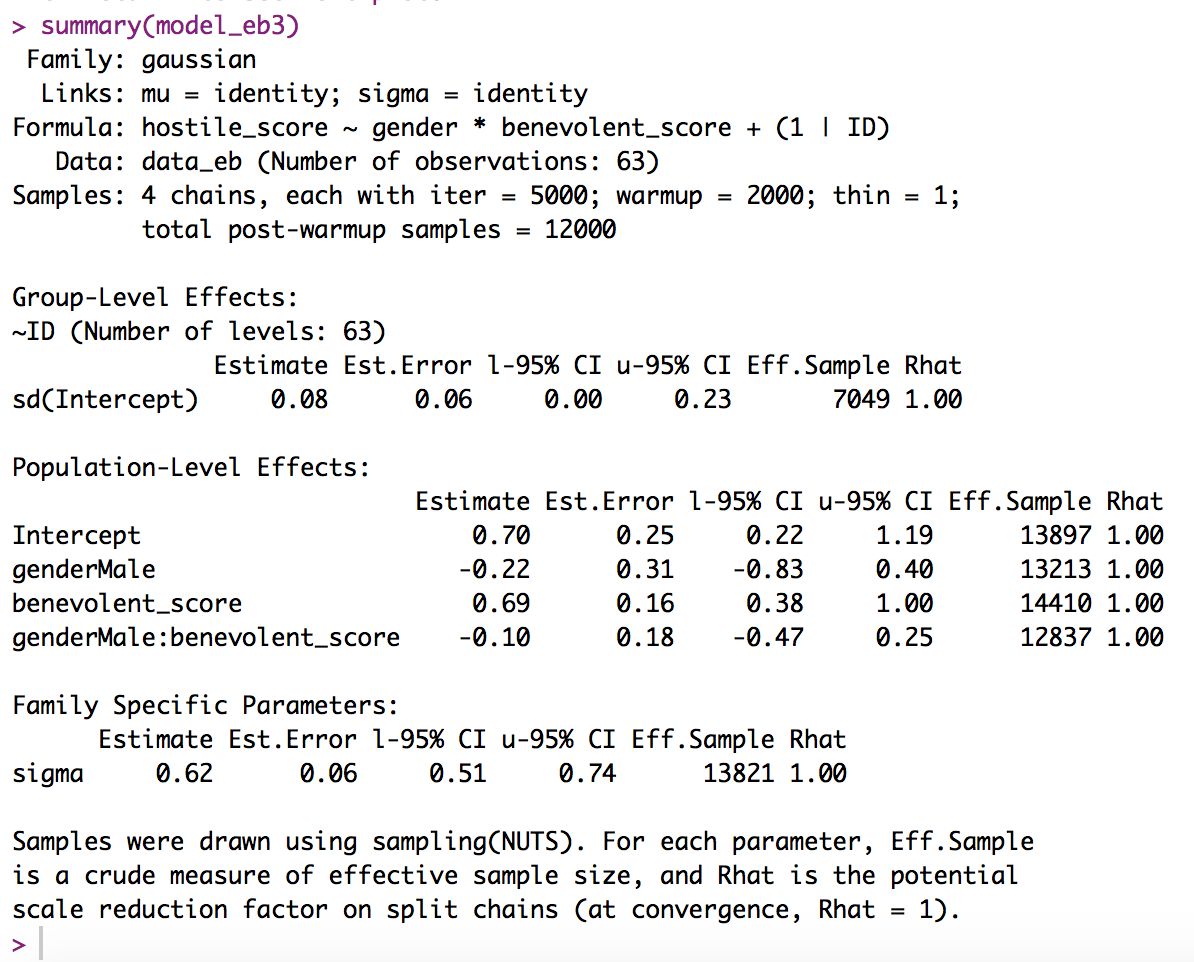 > summary(model_eb3)
 Family: gaussian
  Links: mu = identity; sigma = identity
Formula: hostile_score ~ gender * benevolent_score + (1 | ID)
   Data: data_eb (Number of observations: 63)
Samples: 4 chains, each with iter = 5000; warmup = 2000; thin = 1;
         total post-warmup samples = 12000

Group-Level Effects:
~ID (Number of levels: 63)
              Estimate Est.Error l-95% CI u-95% CI Eff.Sample Rhat
sd(Intercept)     0.08      0.06     0.00     0.23       7049 1.00

Population-Level Effects:
                            Estimate Est.Error l-95% CI u-95% CI Eff.Sample Rhat
Intercept                       0.70      0.25     0.22     1.19      13897 1.00
genderMale                     -0.22      0.31    -0.83     0.40      13213 1.00
benevolent_score                0.69      0.16     0.38     1.00      14410 1.00
genderMale:benevolent_score    -0.10      0.18    -0.47     0.25      12837 1.00

Family Specific Parameters:
      Estimate Est.Error l-95% CI u-95% CI Eff.Sample Rhat
sigma     0.62      0.06     0.51     0.74      13821 1.00

Samples were drawn using sampling(NUTS). For each parameter, Eff.Sample
is a crude measure of effective sample size, and Rhat is the potential
scale reduction factor on split chains (at convergence, Rhat = 1).
>